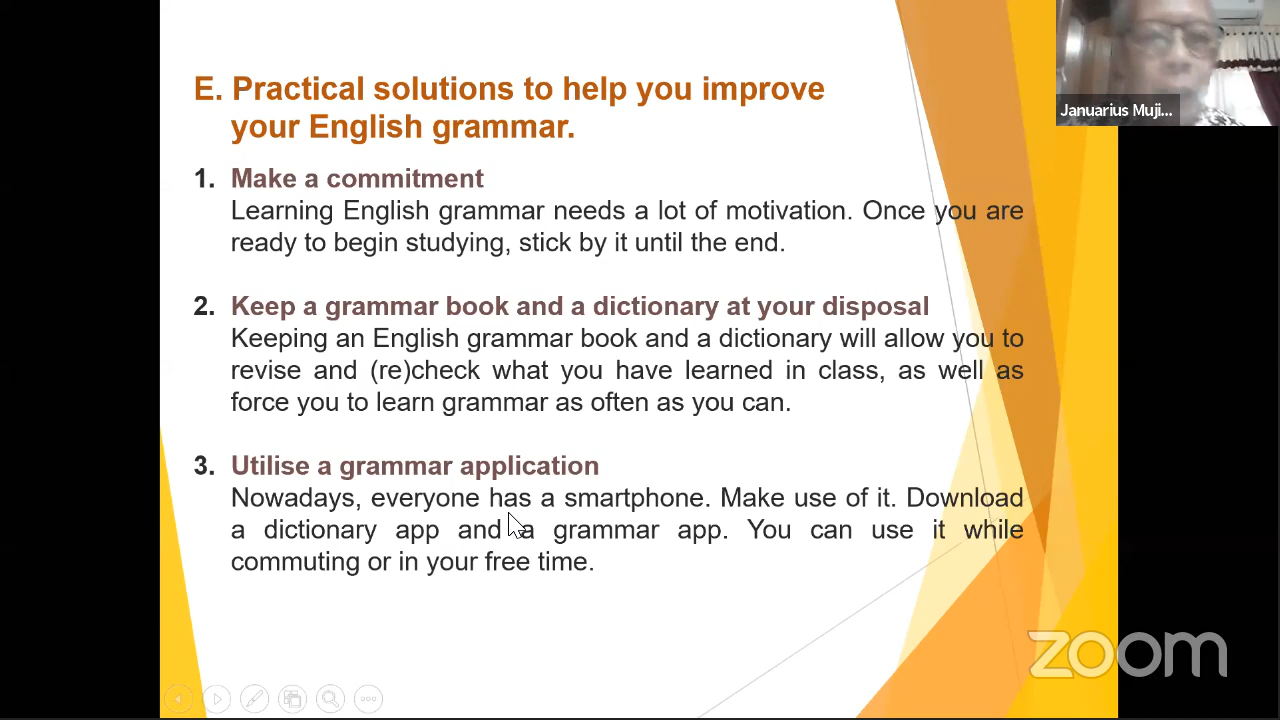 E. Practical solutions to help you improve
your English grammar.
1. Make a commitment
Learning English grammar needs a lot of motivation. Once you are
ready to begin studying, stick by it until the end.
2. Keep a grammar book and a dictionary at your disposal
Keeping an English grammar book and a dictionary will allow you to
revise and (re)check what you have learned in class, as well as
force you to learn grammar as often as you can.
3. Utilise a grammar application
Nowadays, everyone has a smartphone. Make use of it. Download
a dictionary app and a grammar app. You can use it while
commuting or in your free time.
Januarius Muji...
zoom